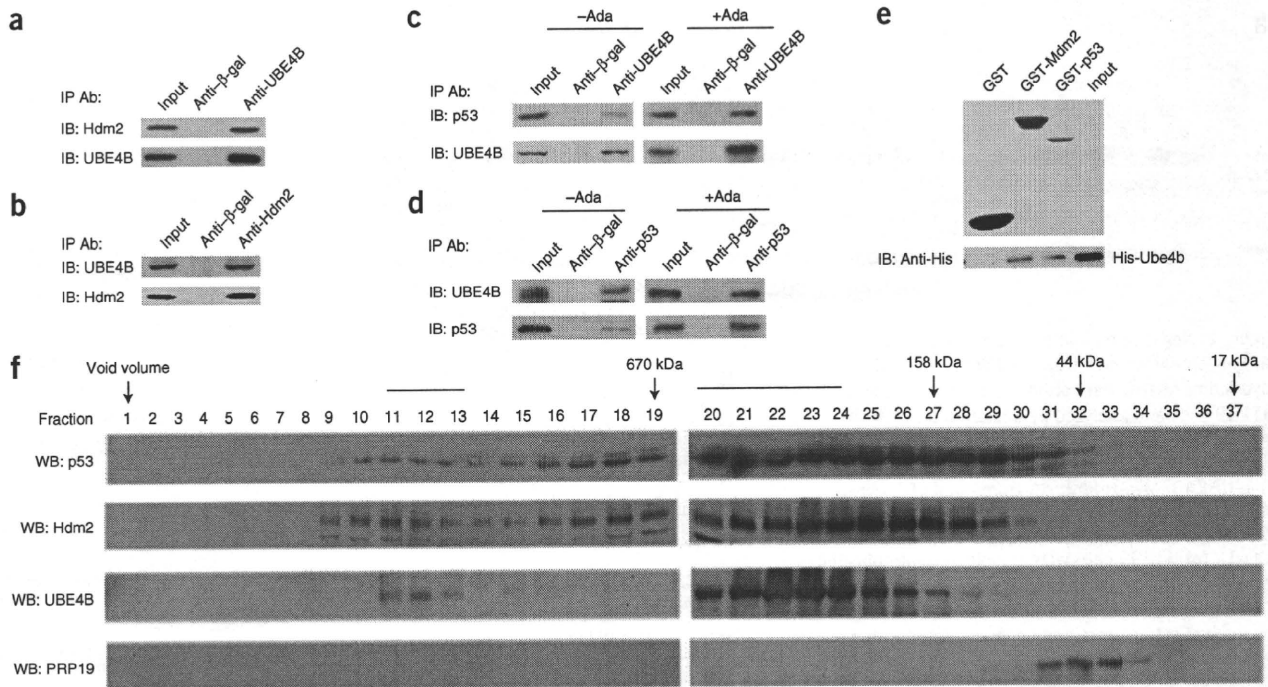 a
IP Ab:
Input
Anti–β-gal
Anti-UBE4B
IB: Hdm2
IB: UBE4B
b
IP Ab:
Input
Anti–β-gal
Anti-Hdm2
IB: UBE4B
IB: Hdm2
c
–Ada
+Ada
IP Ab:
Input
Anti–β-gal
Anti-UBE4B
Input
Anti–β-gal
Anti-UBE4B
IB: p53
IB: UBE4B
d
–Ada
+Ada
IP Ab:
Input
Anti–β-gal
Anti-p53
Input
Anti–β-gal
Anti-p53
IB: UBE4B
IB: p53
e
GST
GST-Mdm2
GST-p53
Input
IB: Anti-His
His-Ube4b
f
Void volume
670 kDa
158 kDa
44 kDa
17 kDa
Fraction
1 2 3 4 5 6 7 8 9 10 11 12 13 14 15 16 17 18 19 20 21 22 23 24 25 26 27 28 29 30 31 32 33 34 35 36 37
WB: p53
WB: Hdm2
WB: UBE4B
WB: PRP19